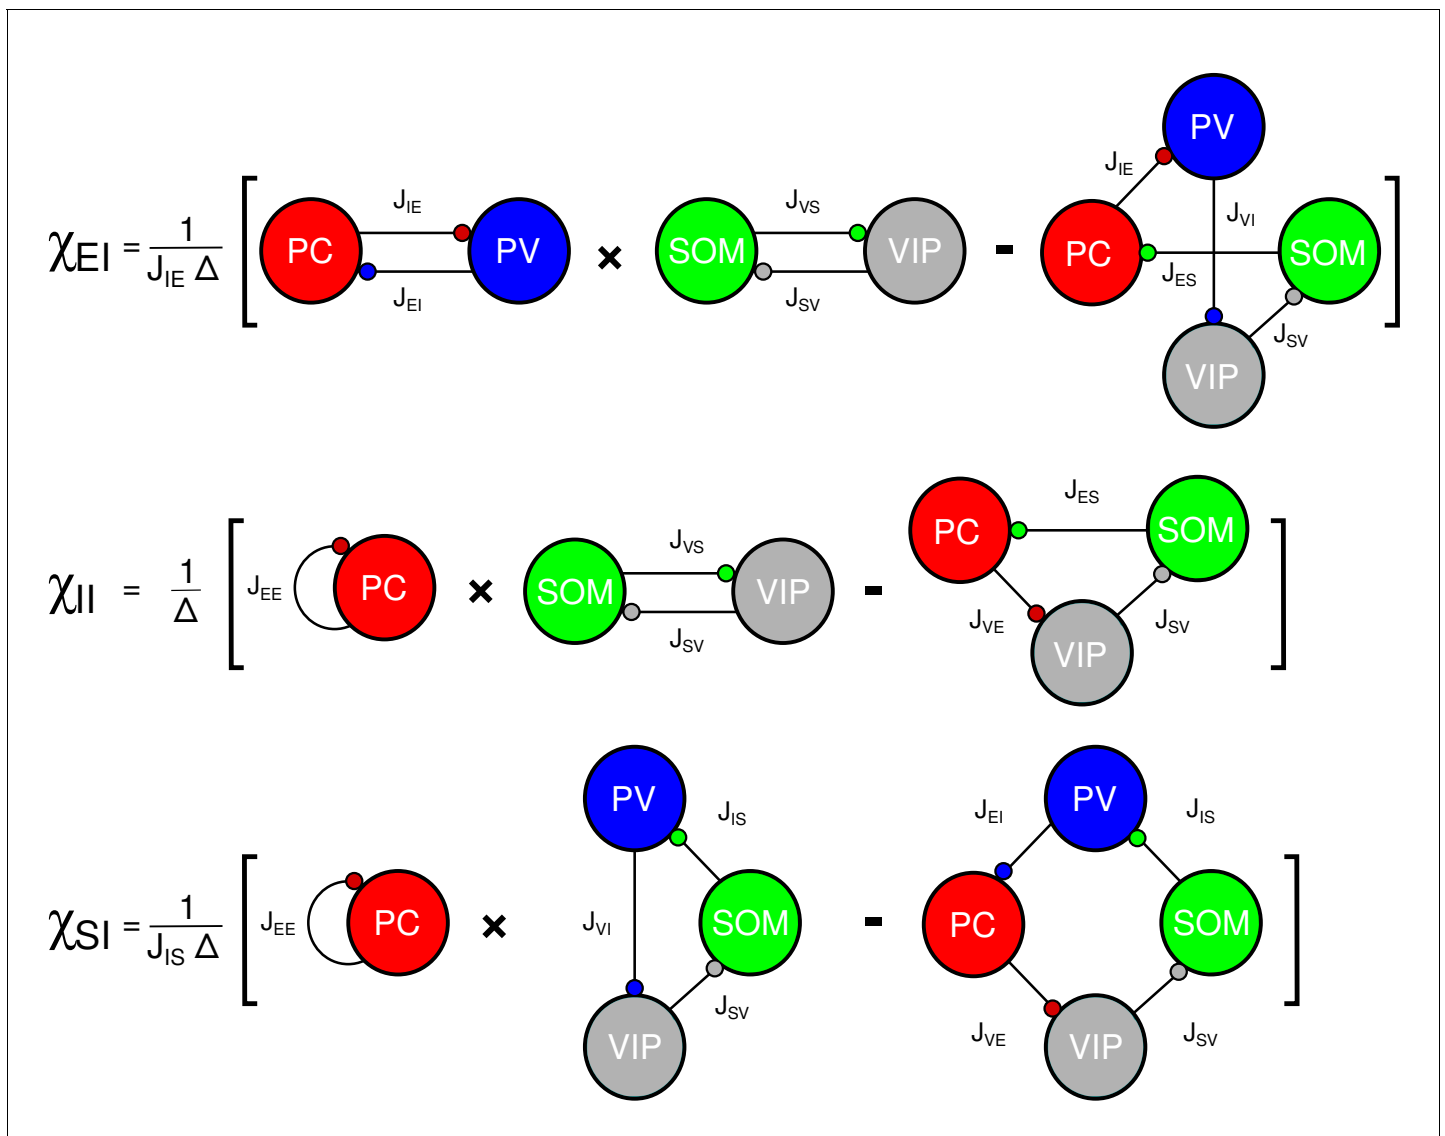 χEI = 1 / JIE Δ [ PC JIE JEI PV × SOM JVS JSV VIP - PC JIE PV JVI JES SOM JSV VIP ]
χII = 1 / Δ [ JEE PC × SOM JVS JSV VIP - PC JES SOM JVE JSV VIP ]
χSI = 1 / JIS Δ [ JEE PC × PV JIS JVI SOM JSV VIP - JEI PV JIS PC SOM JVE VIP JSV ]